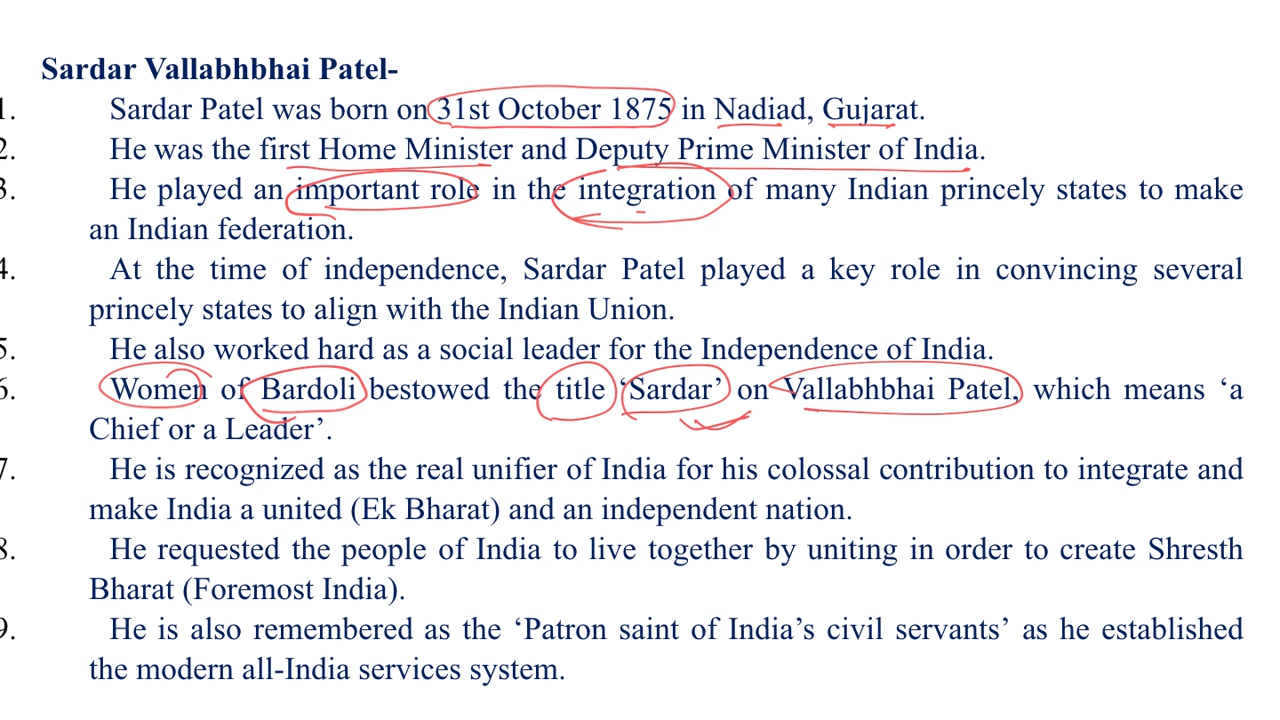 Sardar Vallabhbhai Patel-
1. Sardar Patel was born on 31st October 1875 in Nadiad, Gujarat.
2. He was the first Home Minister and Deputy Prime Minister of India.
3. He played an important role in the integration of many Indian princely states to make
an Indian federation.
4. At the time of independence, Sardar Patel played a key role in convincing several
princely states to align with the Indian Union.
5. He also worked hard as a social leader for the Independence of India.
6. Women of Bardoli bestowed the title ‘Sardar’ on Vallabhbhai Patel, which means ‘a
Chief or a Leader’.
7. He is recognized as the real unifier of India for his colossal contribution to integrate and
make India a united (Ek Bharat) and an independent nation.
8. He requested the people of India to live together by uniting in order to create Shresth
Bharat (Foremost India).
9. He is also remembered as the ‘Patron saint of India’s civil servants’ as he established
the modern all-India services system.